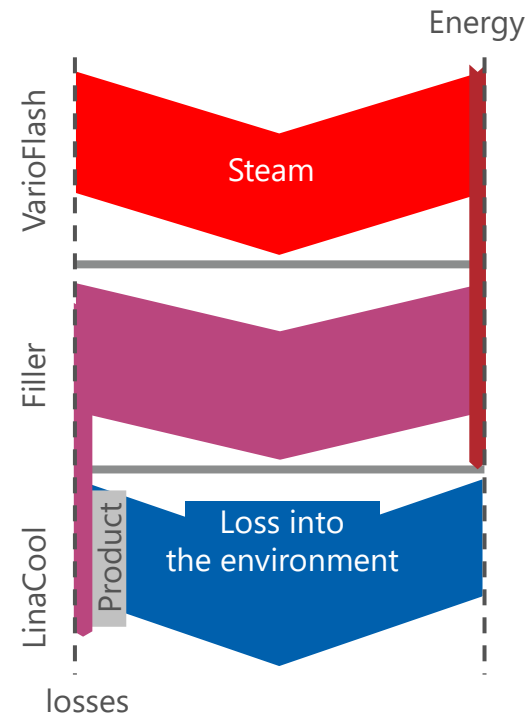 Energy
VarioFlash
Steam
Filler
LinaCool
Product
Loss into
the environment
losses